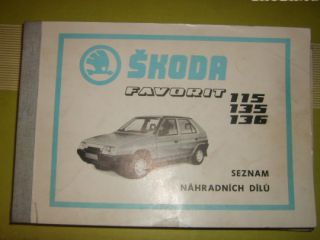 ŠKODA
FAVORIT 115
135
136
SEZNAM
NÁHRADNÍCH DÍLŮ